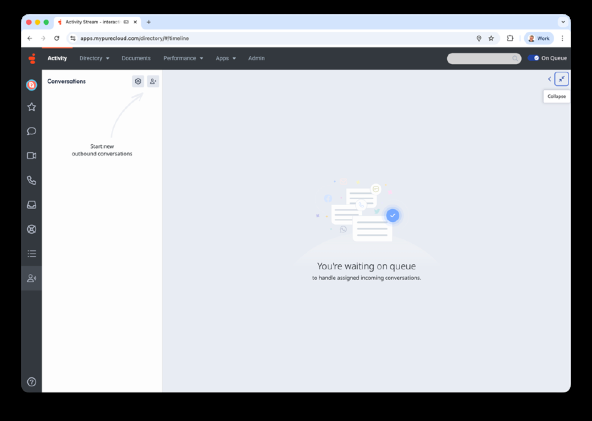 Activity Stream - Interact
apps.mypurecloud.com/directory/#/timeline
Work
Activity Directory Documents Performance Apps Admin
On Queue
Conversations
Collapse
Start new
outbound conversations
You're waiting on queue
to handle assigned incoming conversations.